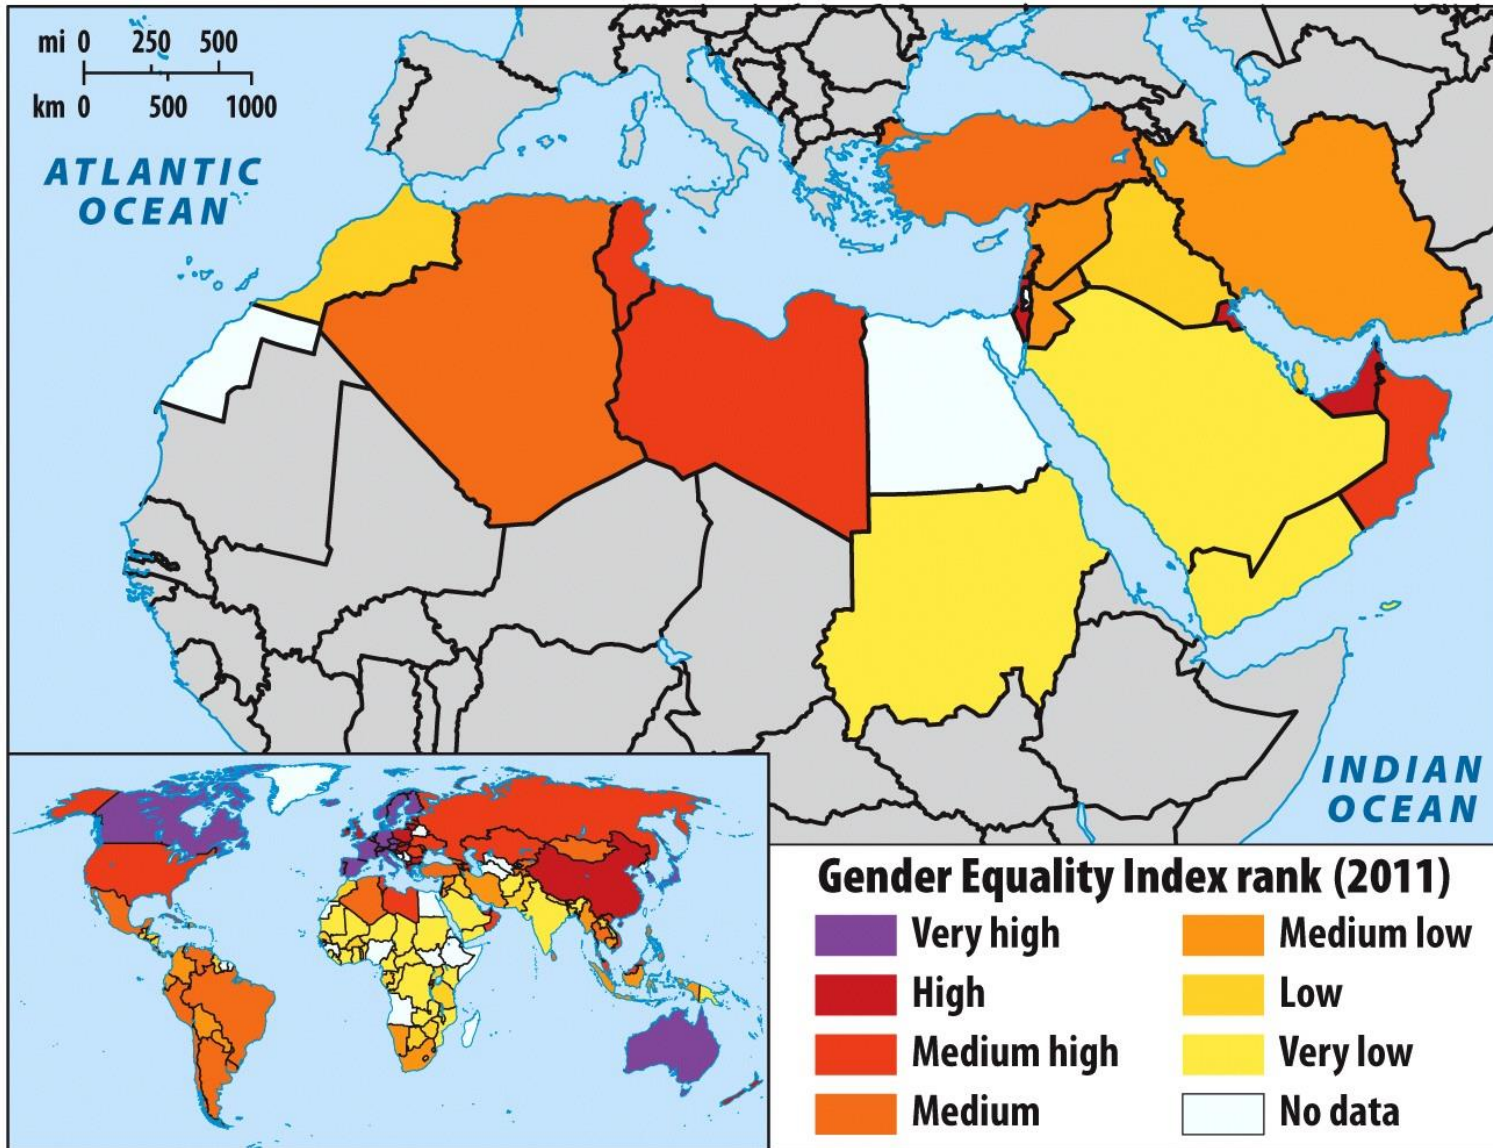 mi 0 250 500
km 0 500 1000
ATLANTIC
OCEAN
INDIAN
OCEAN
Gender Equality Index rank (2011)
Very high
High
Medium high
Medium
Medium low
Low
Very low
No data